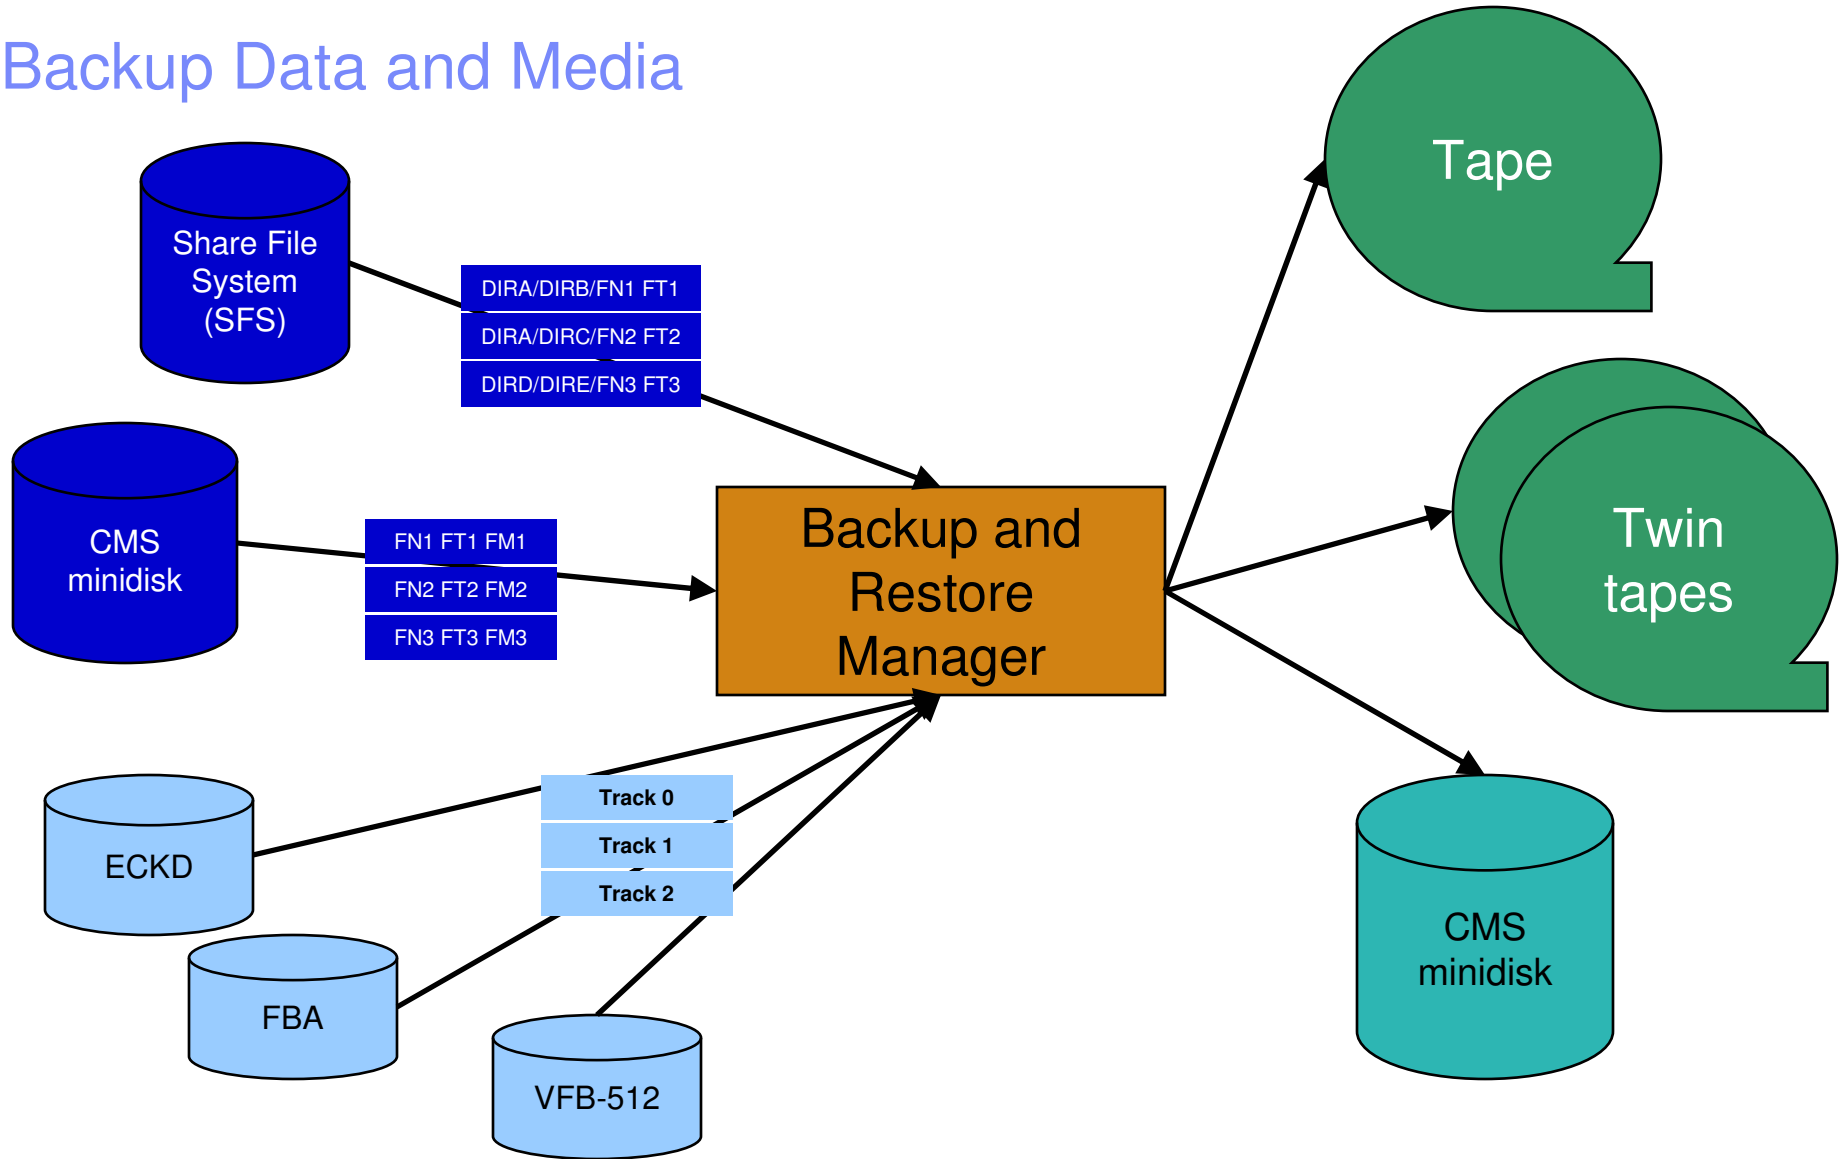 Backup Data and Media
Share File
System
(SFS)
DIRA/DIRB/FN1 FT1
DIRA/DIRC/FN2 FT2
DIRD/DIRE/FN3 FT3
CMS
minidisk
FN1 FT1 FM1
FN2 FT2 FM2
FN3 FT3 FM3
Backup and
Restore
Manager
Track 0
Track 1
Track 2
ECKD
FBA
VFB-512
Tape
Twin
tapes
CMS
minidisk